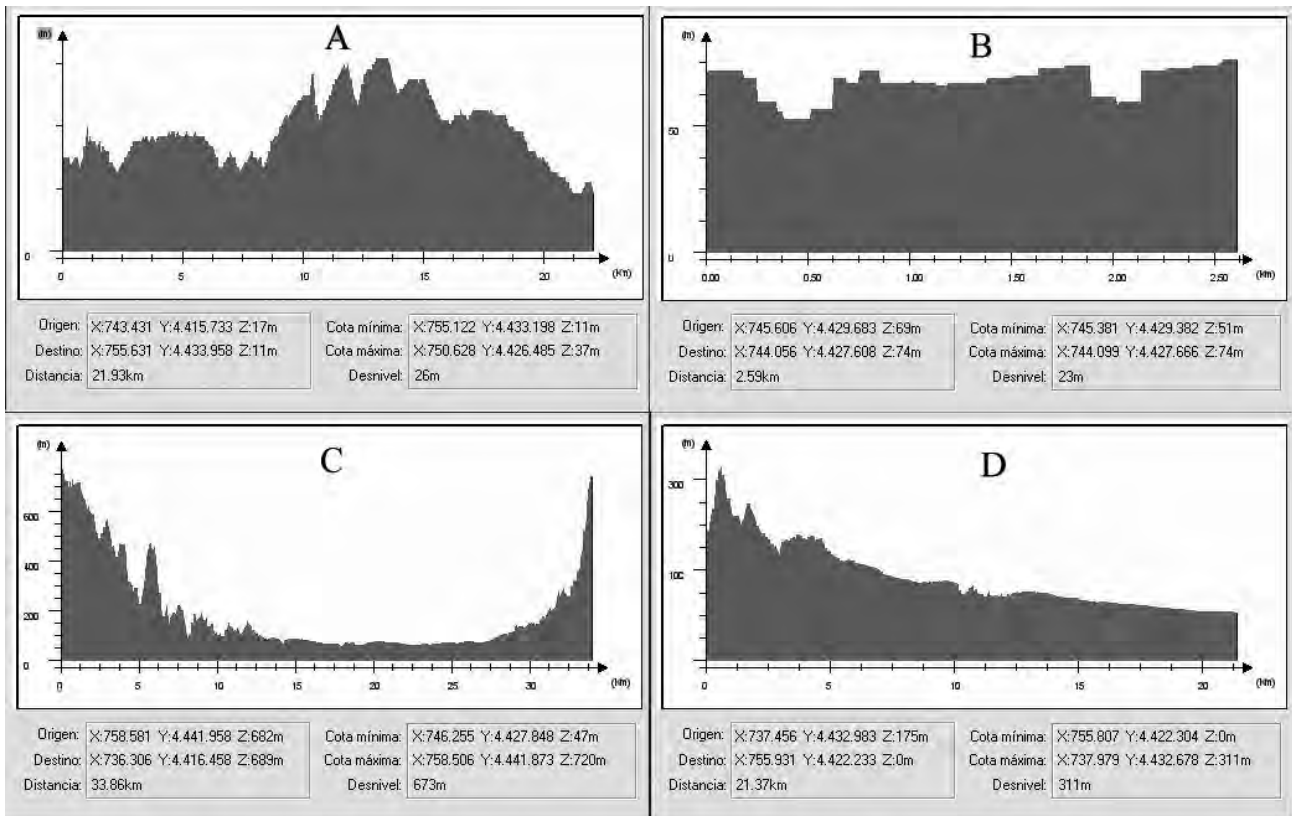 (m)
A
0
0 5 10 15 20 (Km)
Origen: X:743.431 Y:4.415.733 Z:17m
Destino: X:755.631 Y:4.433.958 Z:11m
Distancia: 21.93km
Cota mínima: X:755.122 Y:4.433.198 Z:11m
Cota máxima: X:750.628 Y:4.426.485 Z:37m
Desnivel: 26m
(m)
B
50
0
0.00 0.50 1.00 1.50 2.00 2.50 (Km)
Origen: X:745.606 Y:4.429.683 Z:69m
Destino: X:744.056 Y:4.427.608 Z:74m
Distancia: 2.59km
Cota mínima: X:745.381 Y:4.429.382 Z:51m
Cota máxima: X:744.099 Y:4.427.666 Z:74m
Desnivel: 23m
(m)
C
600
400
200
0
0 5 10 15 20 25 30 (Km)
Origen: X:758.581 Y:4.441.958 Z:682m
Destino: X:736.306 Y:4.416.458 Z:689m
Distancia: 33.86km
Cota mínima: X:746.255 Y:4.427.848 Z:47m
Cota máxima: X:758.506 Y:4.441.873 Z:720m
Desnivel: 673m
(m)
D
300
100
0 5 10 15 20 (Km)
Origen: X:737.456 Y:4.432.983 Z:175m
Destino: X:755.931 Y:4.422.233 Z:0m
Distancia: 21.37km
Cota mínima: X:755.807 Y:4.422.304 Z:0m
Cota máxima: X:737.979 Y:4.432.678 Z:311m
Desnivel: 311m